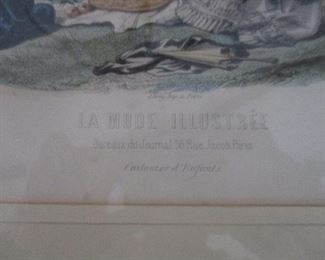 LA MODE ILLUSTRÉE
Bureaux du Journal 56 Rue Jacob Paris
Costumes d'Enfants